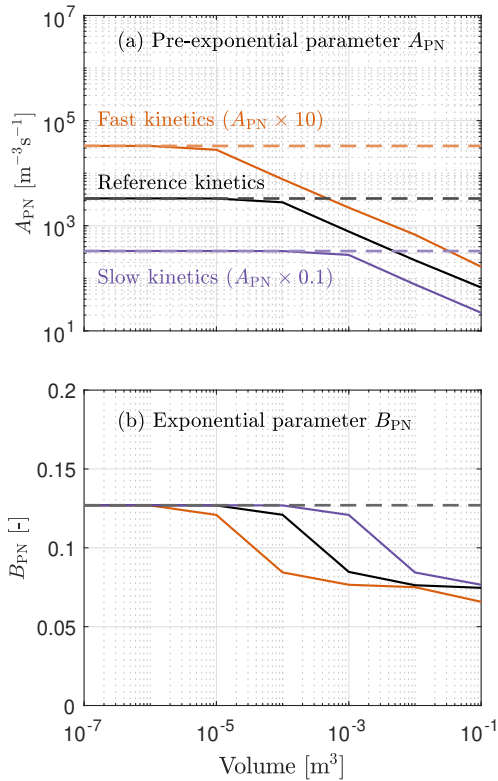 (a) Pre-exponential parameter A_PN
10^7
10^5
10^3
10^1
A_PN [m^−3 s^−1]
Fast kinetics (A_PN × 10)
Reference kinetics
Slow kinetics (A_PN × 0.1)
(b) Exponential parameter B_PN
0.2
0.15
0.1
0.05
0
B_PN [-]
10^-7
10^-5
10^-3
10^-1
Volume [m^3]